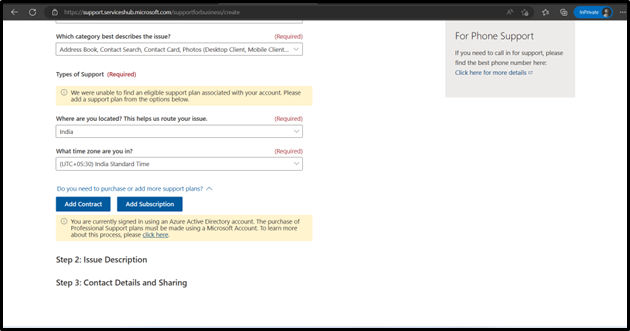 https://support.serviceshub.microsoft.com/supportforbusiness/create
InPrivate
Which category best describes the issue? (Required)
Address Book, Contact Search, Contact Card, Photos (Desktop Client, Mobile Client...
Types of Support (Required)
We were unable to find an eligible support plan associated with your account. Please
add a support plan from the options below.
Where are you located? This helps us route your issue. (Required)
India
What time zone are you in? (Required)
(UTC+05:30) India Standard Time
Do you need to purchase or add more support plans?
Add Contract Add Subscription
You are currently signed in using an Azure Active Directory account. The purchase of
Professional Support plans must be made using a Microsoft Account. To learn more
about this process, please click here.
Step 2: Issue Description
Step 3: Contact Details and Sharing
For Phone Support
If you need to call in for support, please
find the best phone number here:
Click here for more details